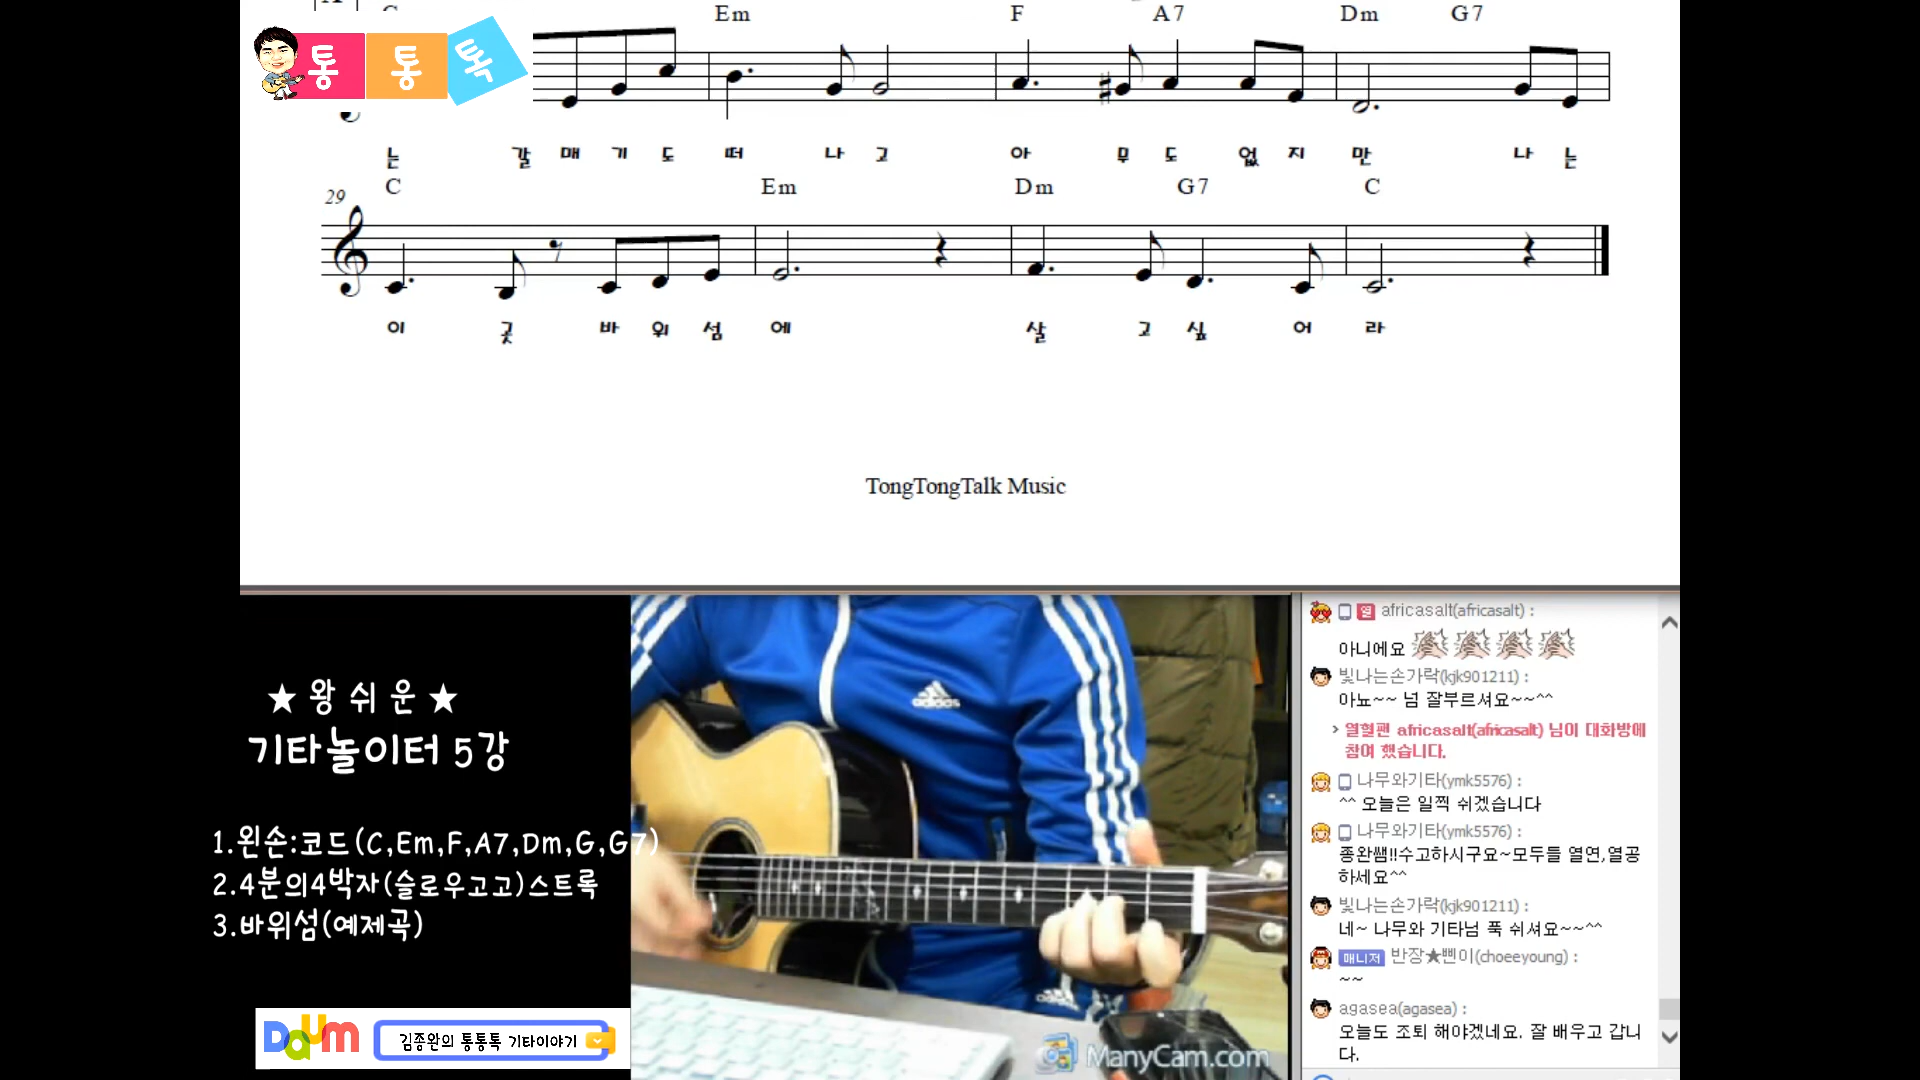 통 통 톡
Em F A7 Dm G7
는 갈 매 기 도 떠 나 고 아 무 도 없 지 만 나 는
C Em Dm G7 C
29
이 곳 바 위 섬 에 살 고 싶 어 라
TongTongTalk Music
★ 왕 쉬 운 ★
기타놀이터 5강
1.왼손:코드(C,Em,F,A7,Dm,G,G7)
2.4분의4박자(슬로우고고)스트록
3.바위섬(예제곡)
Daum 김종완의 통통톡 기타이야기
adidas
ManyCam.com
열 africasalt(africasalt) :
아니에요
빛나는손가락(kjk901211) :
아뇨~~ 넘 잘부르셔요~~^^
> 열혈팬 africasalt(africasalt) 님이 대화방에
참여 했습니다.
나무와기타(ymk5576) :
^^ 오늘은 일찍 쉬겠습니다
나무와기타(ymk5576) :
종완쌤!!수고하시구요~모두들 열연,열공
하세요^^
빛나는손가락(kjk901211) :
네~ 나무와 기타님 푹 쉬셔요~~^^
매니저 반장★삔이(choeeyoung) :
~~
agasea(agasea) :
오늘도 조퇴 해야겠네요. 잘 배우고 갑니
다.